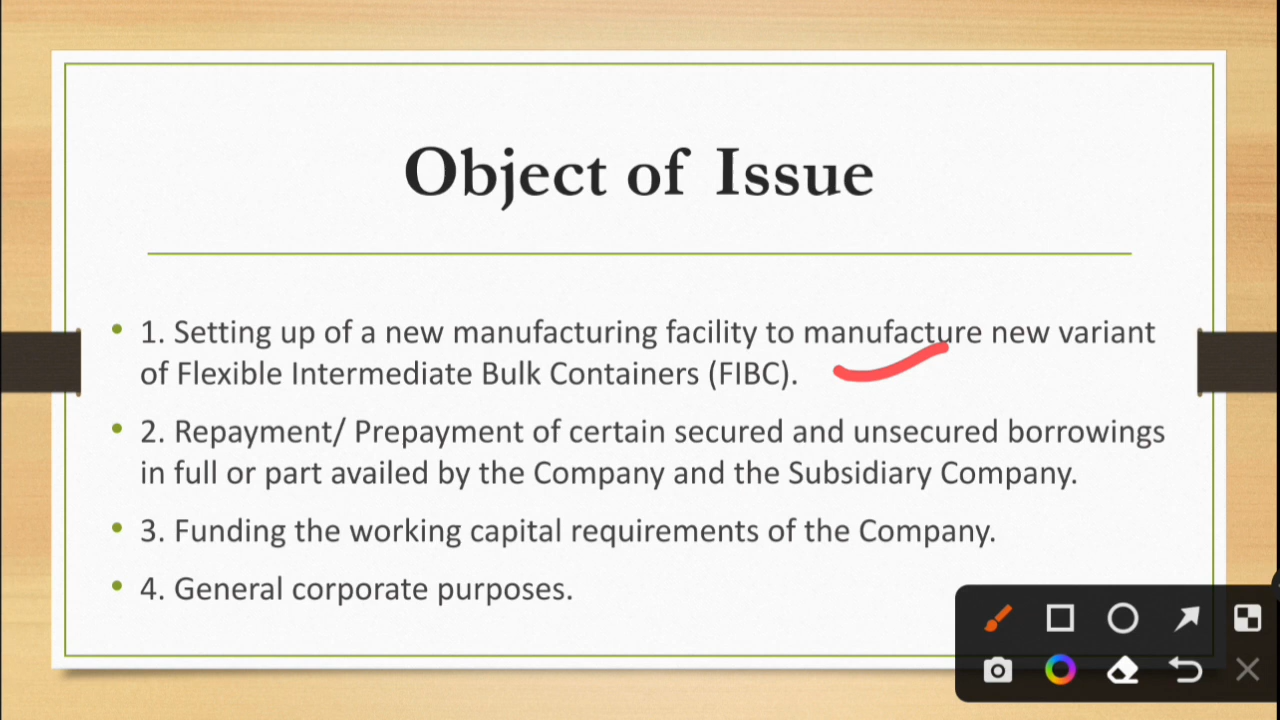 Object of Issue
• 1. Setting up of a new manufacturing facility to manufacture new variant
of Flexible Intermediate Bulk Containers (FIBC).
• 2. Repayment/ Prepayment of certain secured and unsecured borrowings
in full or part availed by the Company and the Subsidiary Company.
• 3. Funding the working capital requirements of the Company.
• 4. General corporate purposes.